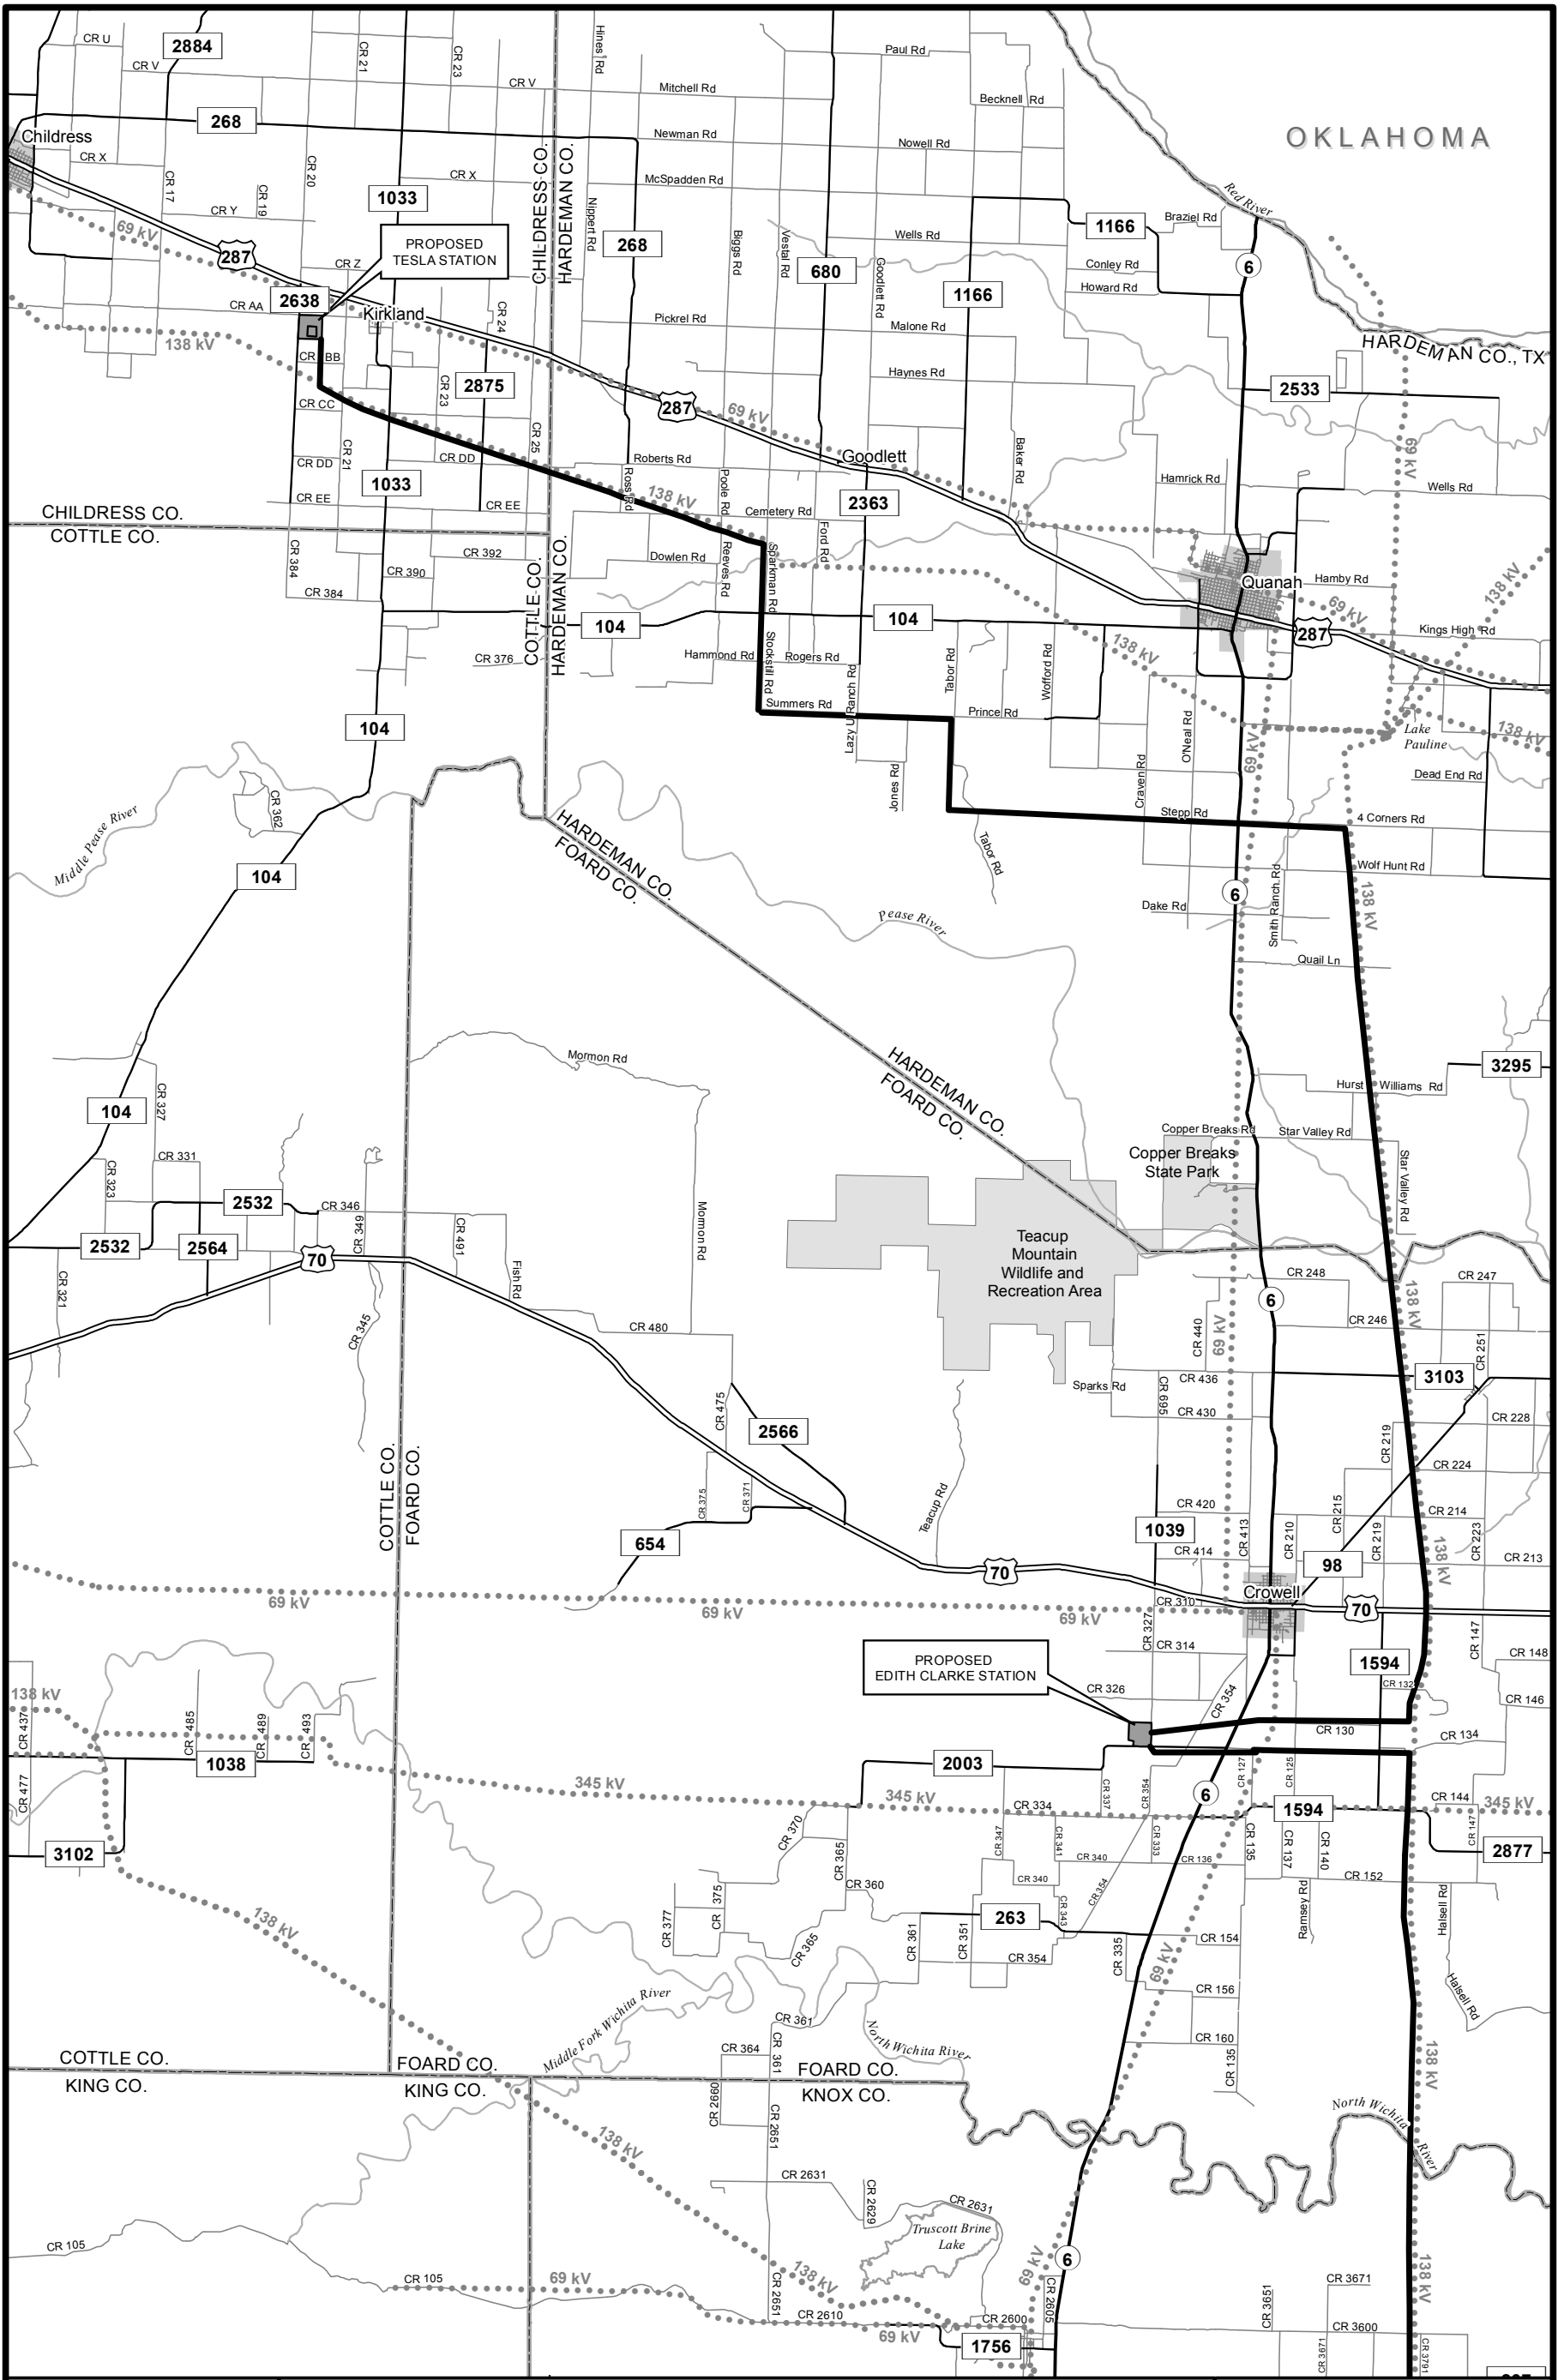 CR U
2884
CR 21
CR 23
Hines Rd
Paul Rd
CR V
CR V
Mitchell Rd
Becknell Rd
OKLAHOMA
268
Newman Rd
Nowell Rd
Childress
CR X
CR 17
CR 19
CR 20
CR X
McSpadden Rd
CHILDRESS CO.
HARDEMAN CO.
Red River
1033
CR Y
Nippert Rd
268
Biggs Rd
Vestal Rd
Wells Rd
1166
Braziel Rd
69 kV
287
PROPOSED
TESLA STATION
CR Z
680
Goodlett Rd
Conley Rd
6
Howard Rd
1166
2638
CR AA
Kirkland
CR 24
Pickrel Rd
Malone Rd
HARDEMAN CO., TX
138 kV
CR BB
CR 23
2875
Haynes Rd
2533
CR CC
287
69 kV
CR 25
CR 21
Baker Rd
69 kV
Goodlett
CR DD
CR DD
Roberts Rd
Ross Rd
Poole Rd
1033
138 kV
2363
Hamrick Rd
Wells Rd
CR EE
CR EE
Cemetery Rd
CHILDRESS CO.
COTTLE CO.
Ford Rd
CR 384
CR 392
Dowlen Rd
Reeves Rd
Sparkman Rd
CR 390
COTTLE CO.
HARDEMAN CO.
Quanah
Hamby Rd
138 kV
CR 384
69 kV
104
104
287
Kings High Rd
Stockstill Rd
138 kV
CR 376
Hammond Rd
Rogers Rd
Lazy U Ranch Rd
Tabor Rd
Wofford Rd
Summers Rd
Prince Rd
104
O'Neal Rd
69 kV
Lake
Pauline
138 kV
Craven Rd
Jones Rd
Dead End Rd
CR 362
Middle Pease River
Stepp Rd
4 Corners Rd
HARDEMAN CO.
FOARD CO.
Tabor Rd
Wolf Hunt Rd
104
6
138 kV
Dake Rd
Smith Ranch Rd
Pease River
Quail Ln
Mormon Rd
HARDEMAN CO.
FOARD CO.
3295
Hurst Williams Rd
104
CR 327
Copper Breaks Rd
Star Valley Rd
Copper Breaks
State Park
Star Valley Rd
CR 331
CR 323
2532
CR 346
CR 349
CR 491
Mormon Rd
Teacup
Mountain
Wildlife and
Recreation Area
2532
2564
70
Fish Rd
CR 321
CR 345
CR 248
CR 247
6
138 kV
CR 480
CR 440
69 kV
CR 246
CR 251
CR 436
3103
Sparks Rd
CR 695
CR 475
CR 430
CR 228
2566
CR 219
COTTLE CO.
FOARD CO.
CR 224
CR 375
CR 371
Teacup Rd
CR 420
CR 215
CR 214
654
1039
CR 413
CR 210
CR 219
CR 223
138 kV
CR 414
98
CR 213
70
Crowell
69 kV
69 kV
69 kV
CR 310
70
CR 327
CR 314
1594
CR 147
CR 148
PROPOSED
EDITH CLARKE STATION
CR 326
CR 354
CR 132
138 kV
CR 146
CR 437
CR 485
CR 489
CR 493
CR 130
CR 134
1038
2003
CR 477
345 kV
CR 337
CR 354
CR 127
CR 125
6
345 kV
CR 334
1594
CR 144
345 kV
CR 370
CR 347
CR 341
CR 333
CR 135
CR 137
CR 140
CR 147
3102
CR 365
CR 340
CR 136
2877
CR 340
CR 152
CR 360
CR 354
138 kV
CR 377
CR 375
263
CR 343
Ramsey Rd
Halsell Rd
CR 361
CR 351
CR 335
CR 154
CR 365
CR 354
69 kV
CR 156
Halsell Rd
Middle Fork Wichita River
CR 361
North Wichita River
CR 160
COTTLE CO.
KING CO.
FOARD CO.
KING CO.
CR 364
CR 361
FOARD CO.
KNOX CO.
CR 135
138 kV
CR 2690
CR 2651
North Wichita
River
138 kV
CR 2631
CR 2629
CR 2631
Truscott Brine
Lake
CR 105
6
69 kV
CR 105
69 kV
138 kV
CR 2651
CR 2605
CR 3651
CR 3671
138 kV
CR 2610
CR 2600
CR 3600
69 kV
1756
CR 3671
CR 3791